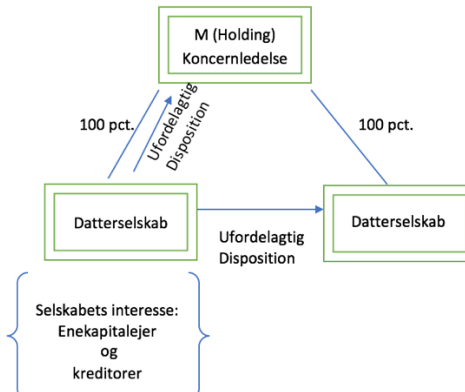 M (Holding)
Koncernledelse
100 pct.
Ufordelagtig
Disposition
100 pct.
Datterselskab
Ufordelagtig
Disposition
Datterselskab
Selskabets interesse:
Enekapitalejer
og
kreditorer